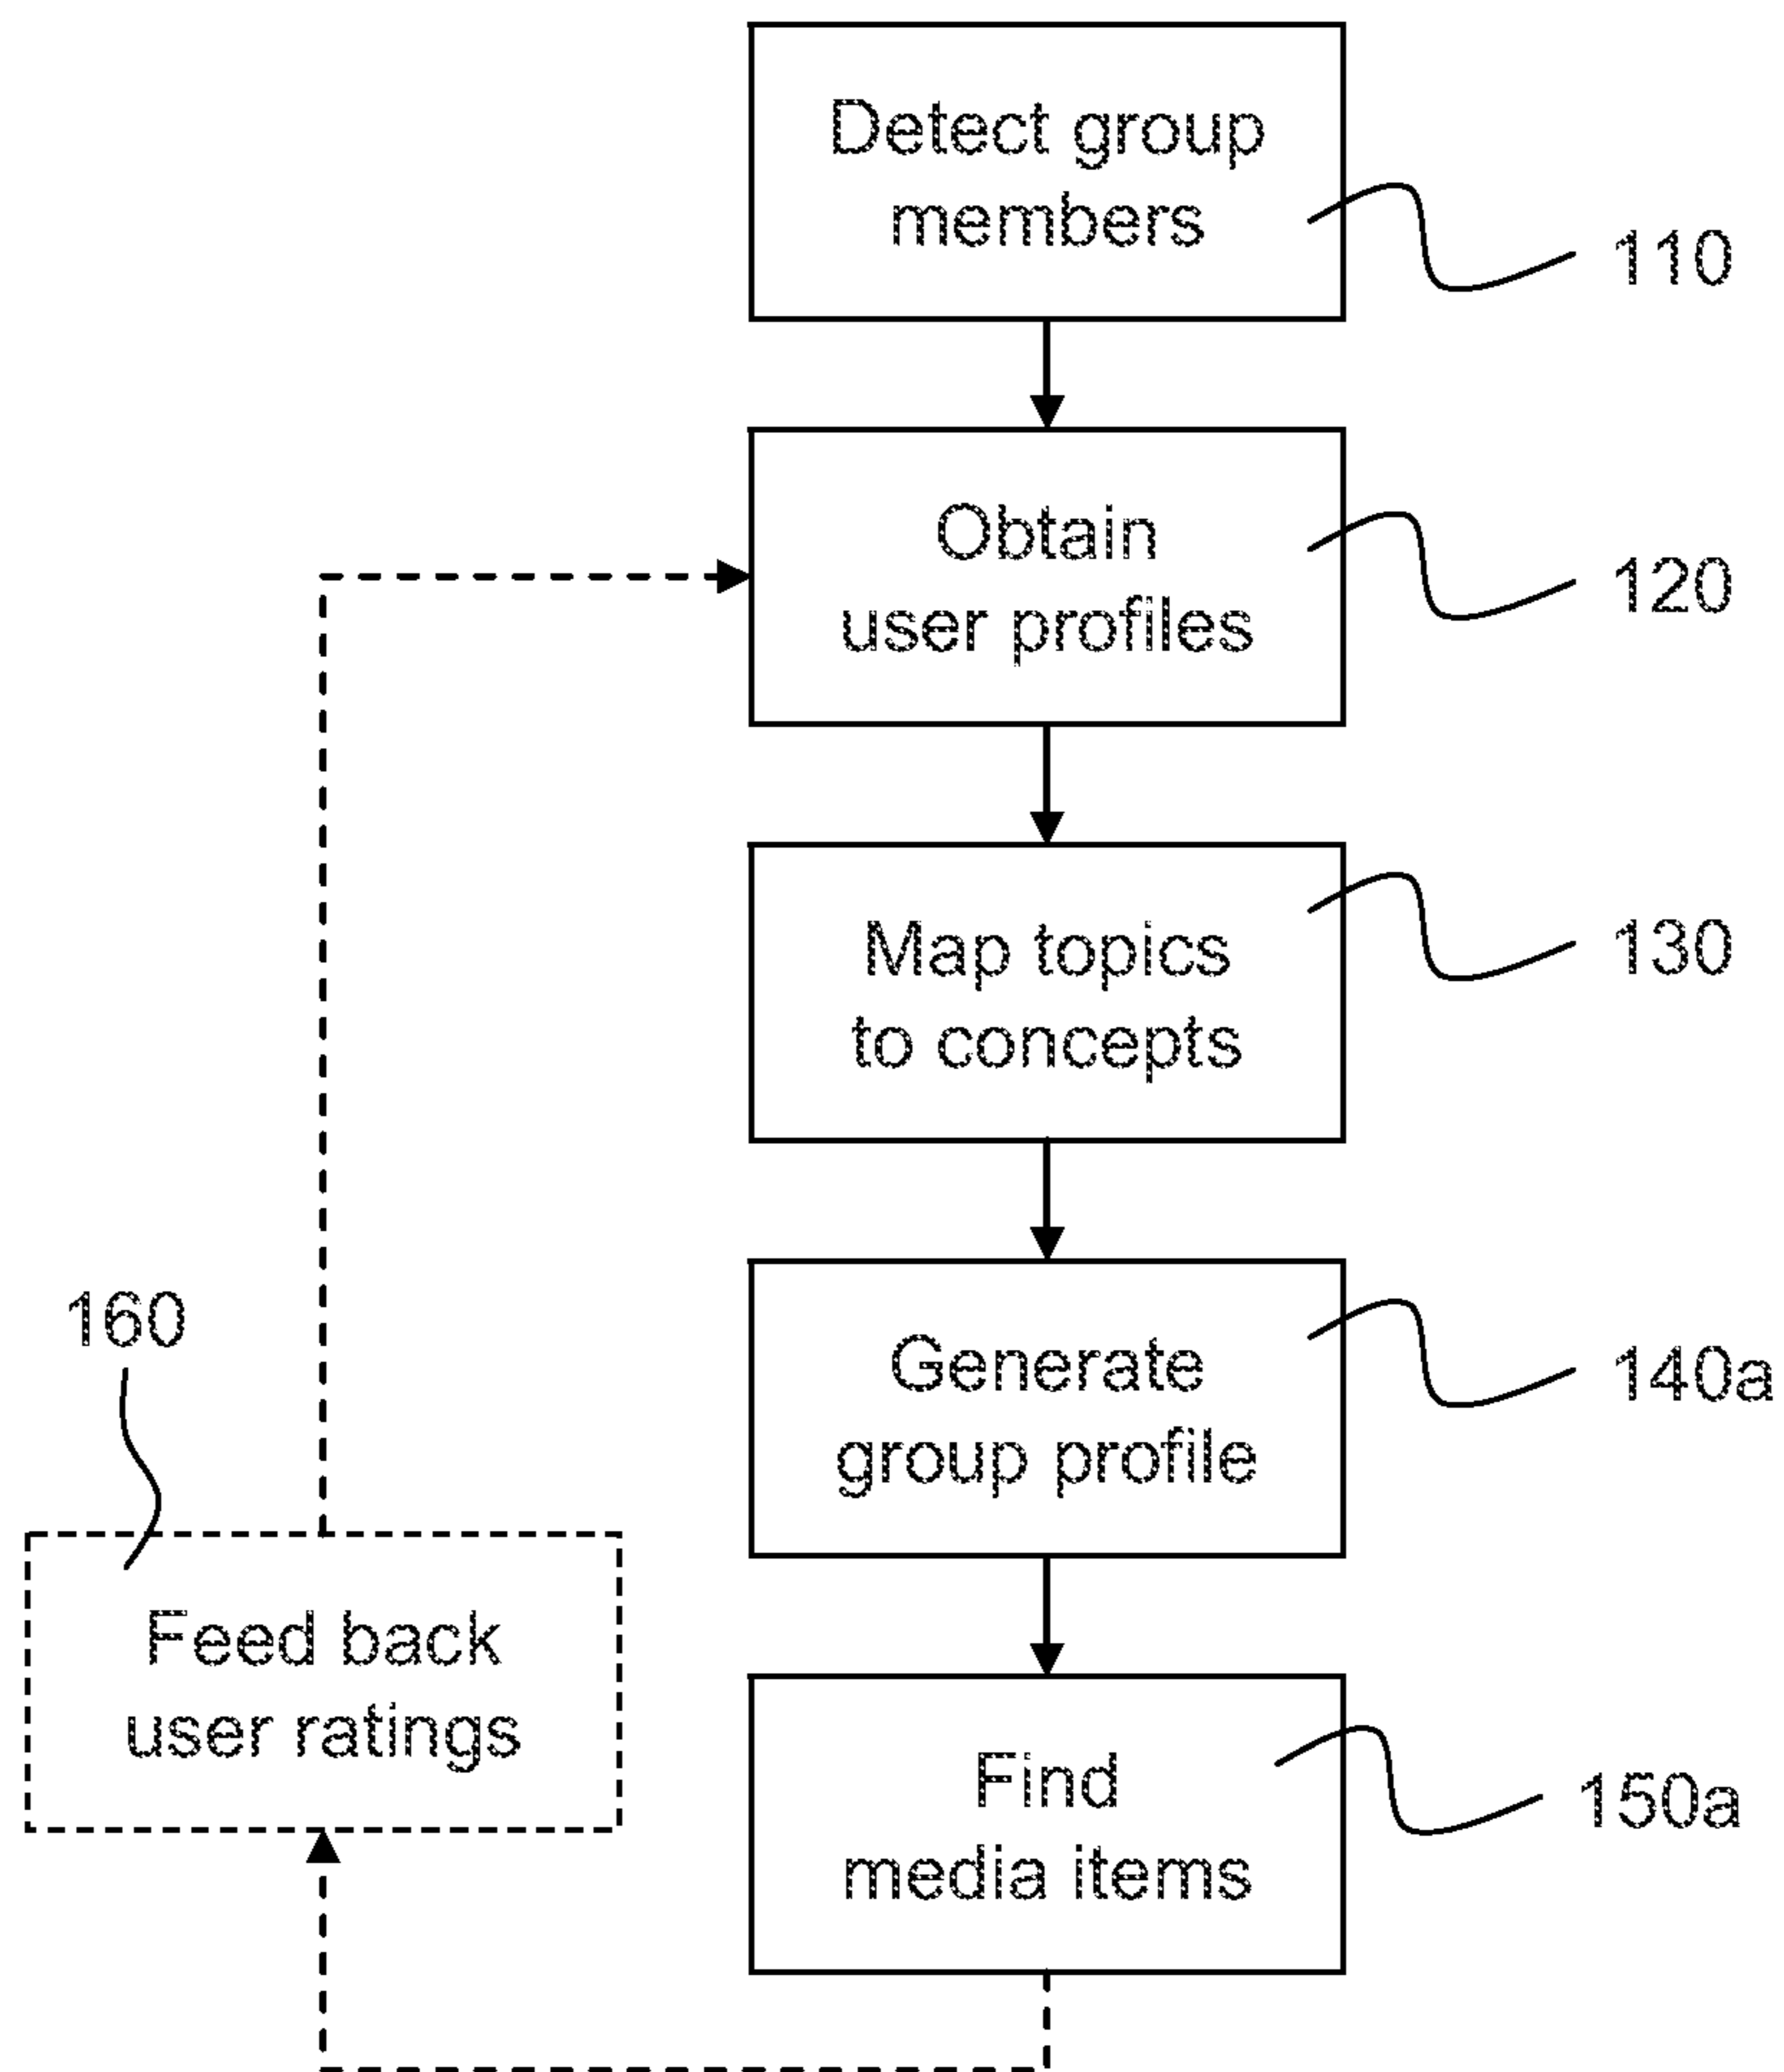 Detect group
members
110
Obtain
user profiles
120
Map topics
to concepts
130
Generate
group profile
140a
160
Feed back
user ratings
Find
media items
150a